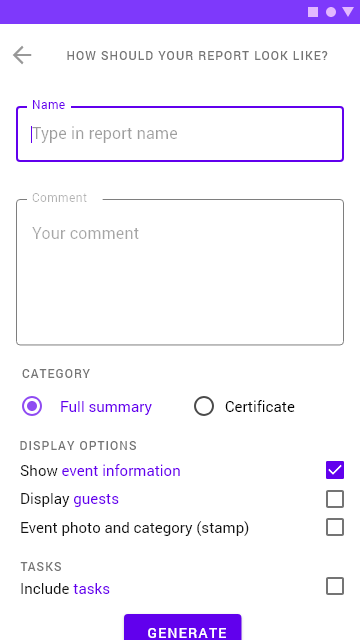 HOW SHOULD YOUR REPORT LOOK LIKE?
Name
Type in report name
Comment
Your comment
CATEGORY
Full summary
Certificate
DISPLAY OPTIONS
Show event information
Display guests
Event photo and category (stamp)
TASKS
Include tasks
GENERATE